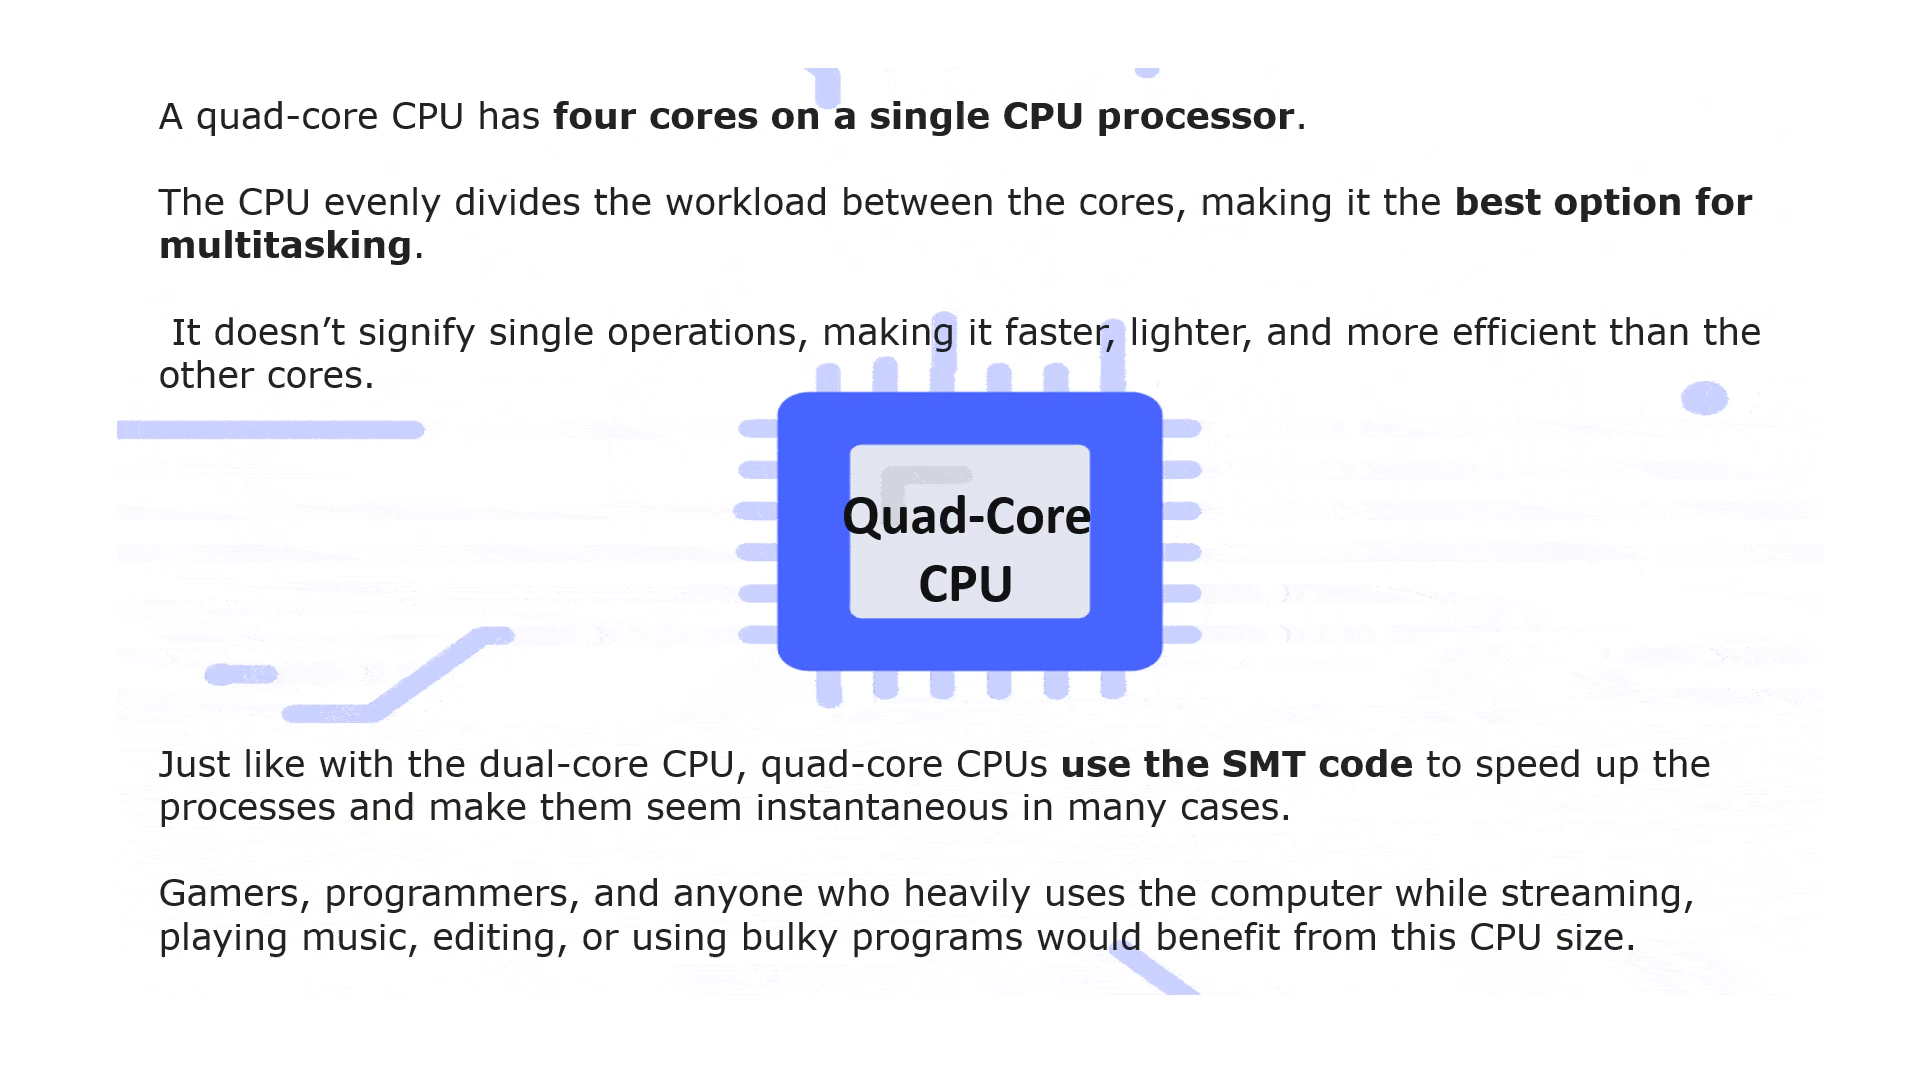 A quad-core CPU has four cores on a single CPU processor.
The CPU evenly divides the workload between the cores, making it the best option for
multitasking.
It doesn’t signify single operations, making it faster, lighter, and more efficient than the
other cores.
Quad-Core
CPU
Just like with the dual-core CPU, quad-core CPUs use the SMT code to speed up the
processes and make them seem instantaneous in many cases.
Gamers, programmers, and anyone who heavily uses the computer while streaming,
playing music, editing, or using bulky programs would benefit from this CPU size.